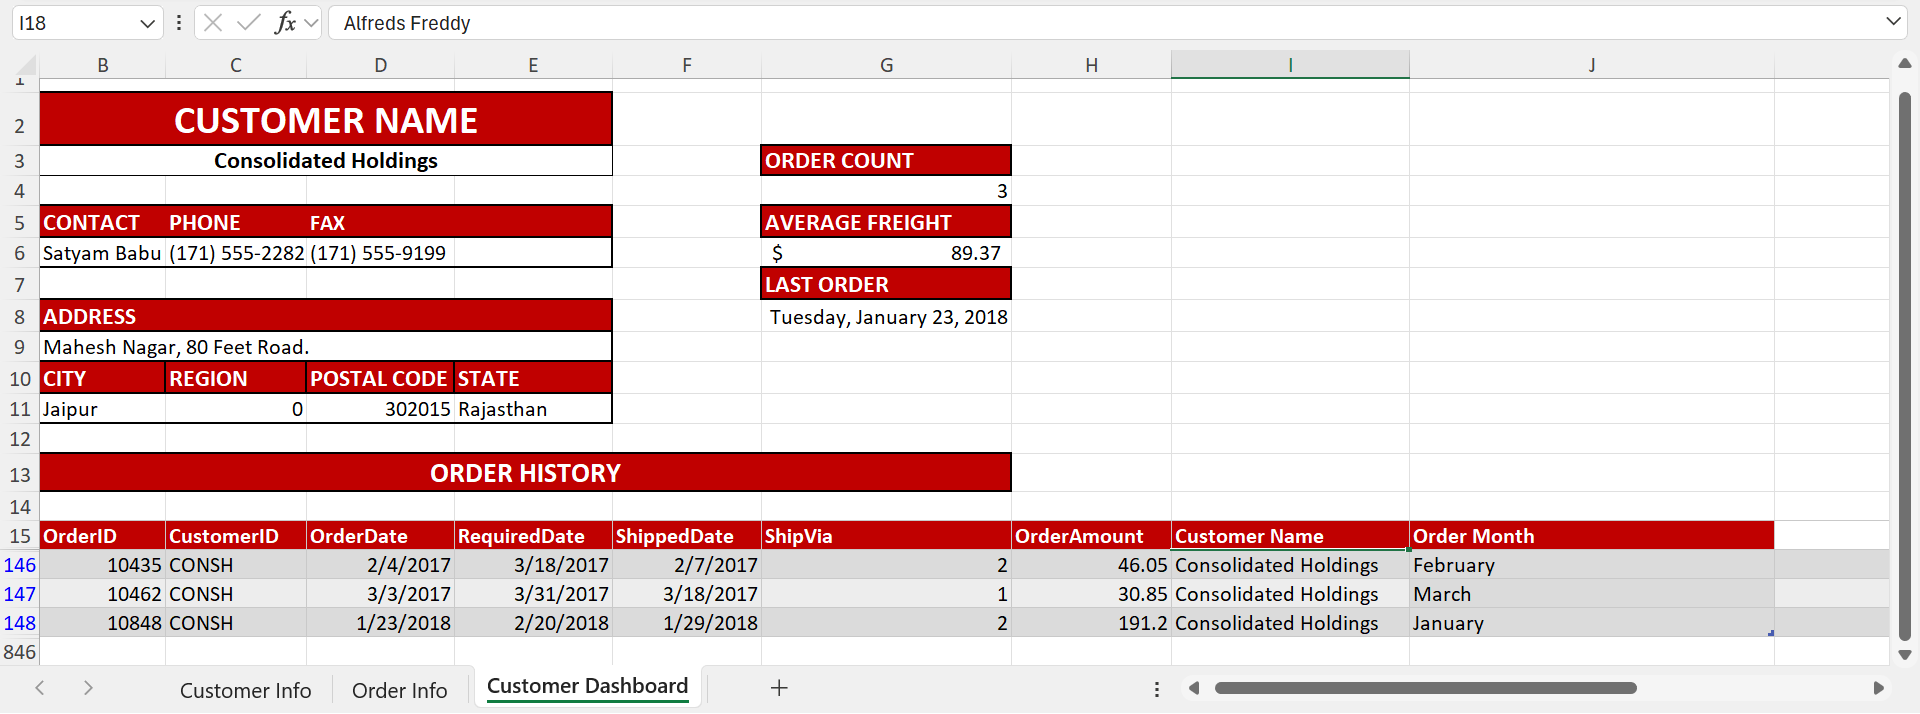 I18 fx Alfreds Freddy
B C D E F G H I J
1
2 CUSTOMER NAME
3 Consolidated Holdings ORDER COUNT
4 3
5 CONTACT PHONE FAX AVERAGE FREIGHT
6 Satyam Babu (171) 555-2282 (171) 555-9199 $ 89.37
7 LAST ORDER
8 ADDRESS Tuesday, January 23, 2018
9 Mahesh Nagar, 80 Feet Road.
10 CITY REGION POSTAL CODE STATE
11 Jaipur 0 302015 Rajasthan
12
13 ORDER HISTORY
14
15 OrderID CustomerID OrderDate RequiredDate ShippedDate ShipVia OrderAmount Customer Name Order Month
146 10435 CONSH 2/4/2017 3/18/2017 2/7/2017 2 46.05 Consolidated Holdings February
147 10462 CONSH 3/3/2017 3/31/2017 3/18/2017 1 30.85 Consolidated Holdings March
148 10848 CONSH 1/23/2018 2/20/2018 1/29/2018 2 191.2 Consolidated Holdings January
846
Customer Info Order Info Customer Dashboard